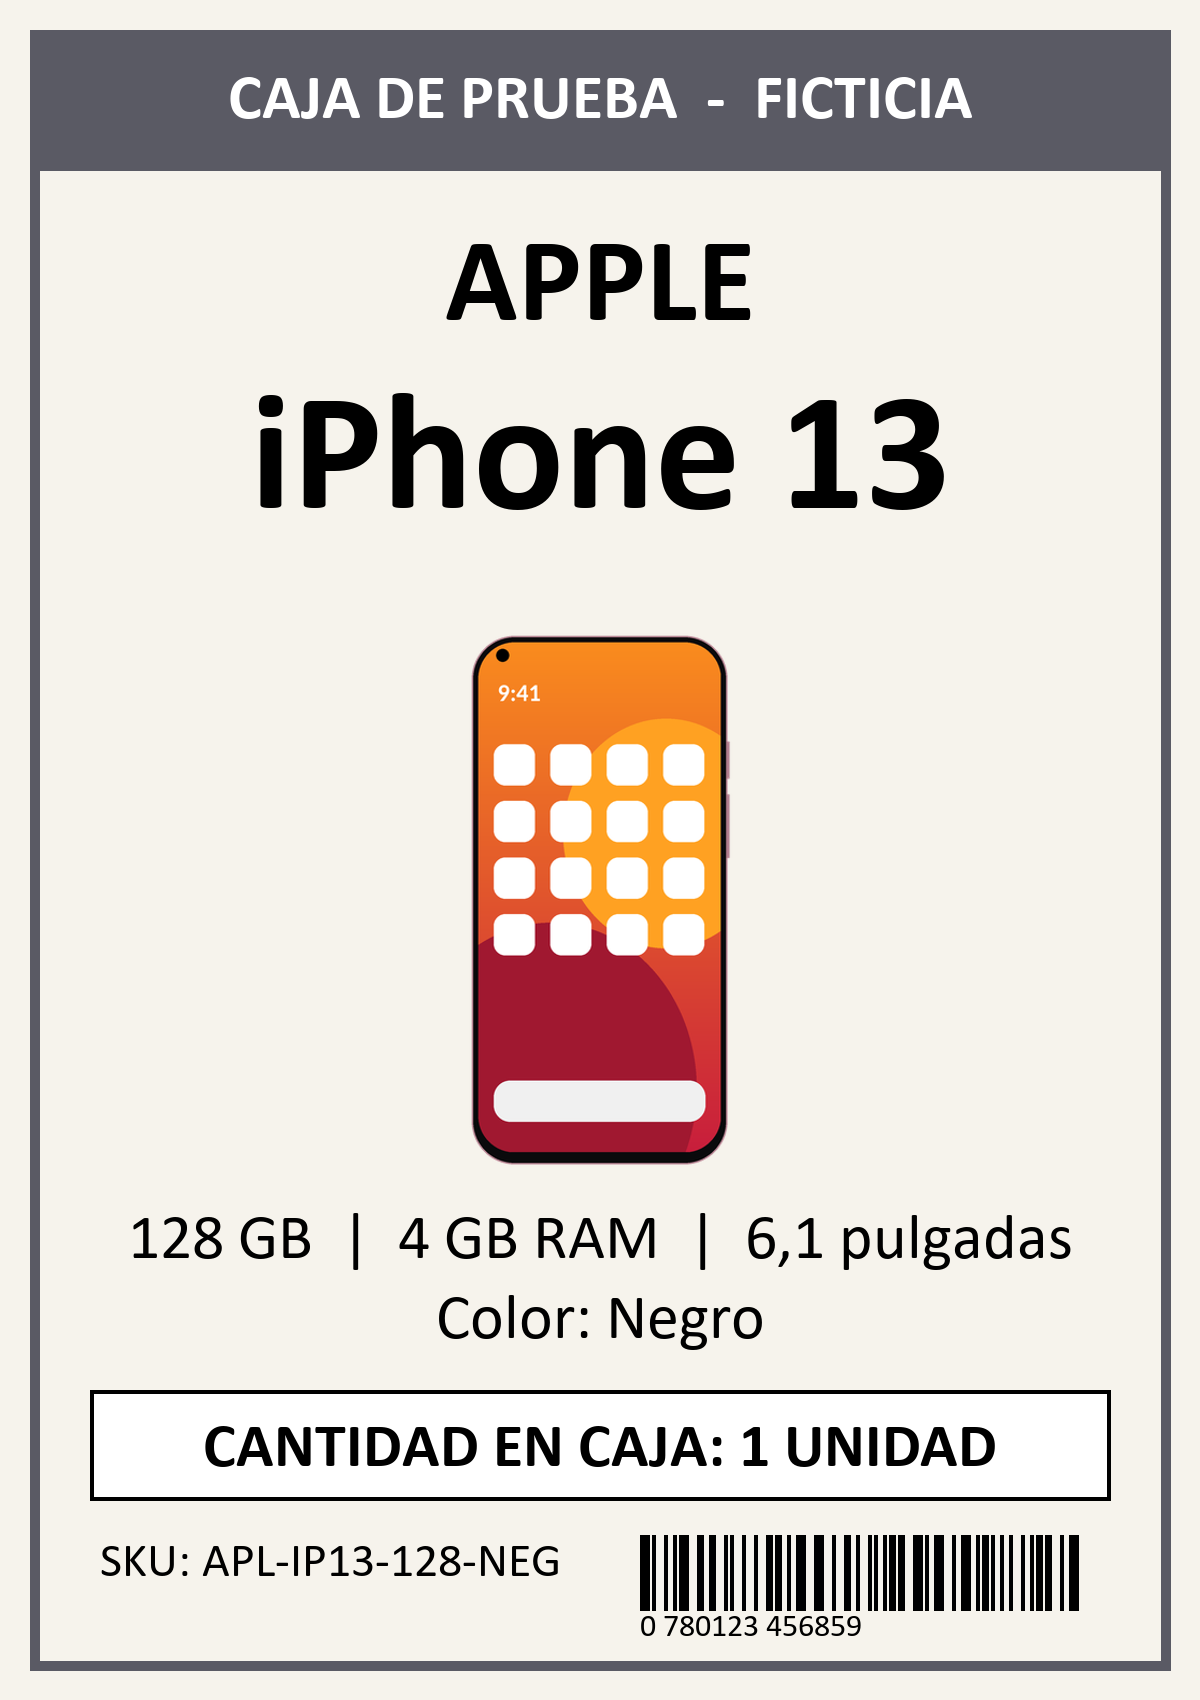 CAJA DE PRUEBA - FICTICIA
APPLE
iPhone 13
9:41
128 GB | 4 GB RAM | 6,1 pulgadas
Color: Negro
CANTIDAD EN CAJA: 1 UNIDAD
SKU: APL-IP13-128-NEG
0 780123 456859